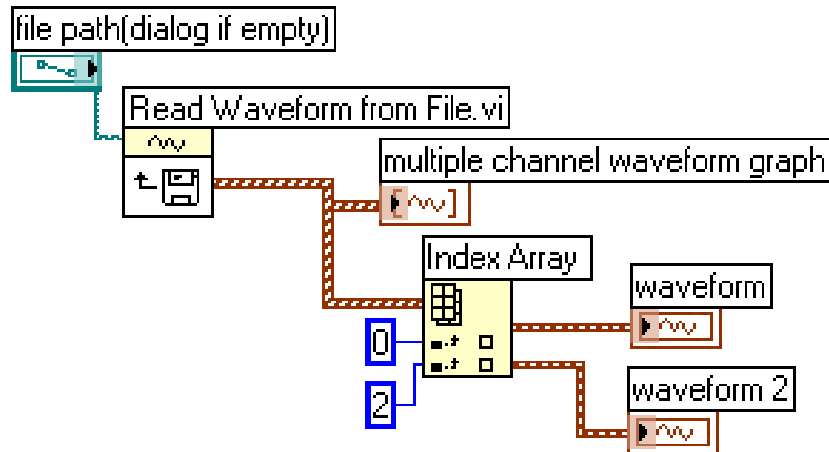 file path(dialog if empty)
Read Waveform from File.vi
multiple channel waveform graph
Index Array
waveform
0
2
waveform 2